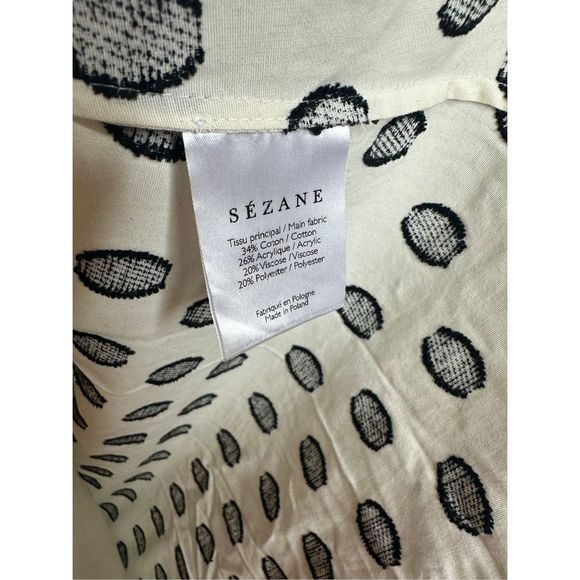 SÉZANE
Tissu principal / Main fabric
34% Coton / Cotton
26% Acrylique / Acrylic
20% Viscose / Viscose
20% Polyester / Polyester
Fabriqué en Pologne
Made in Poland